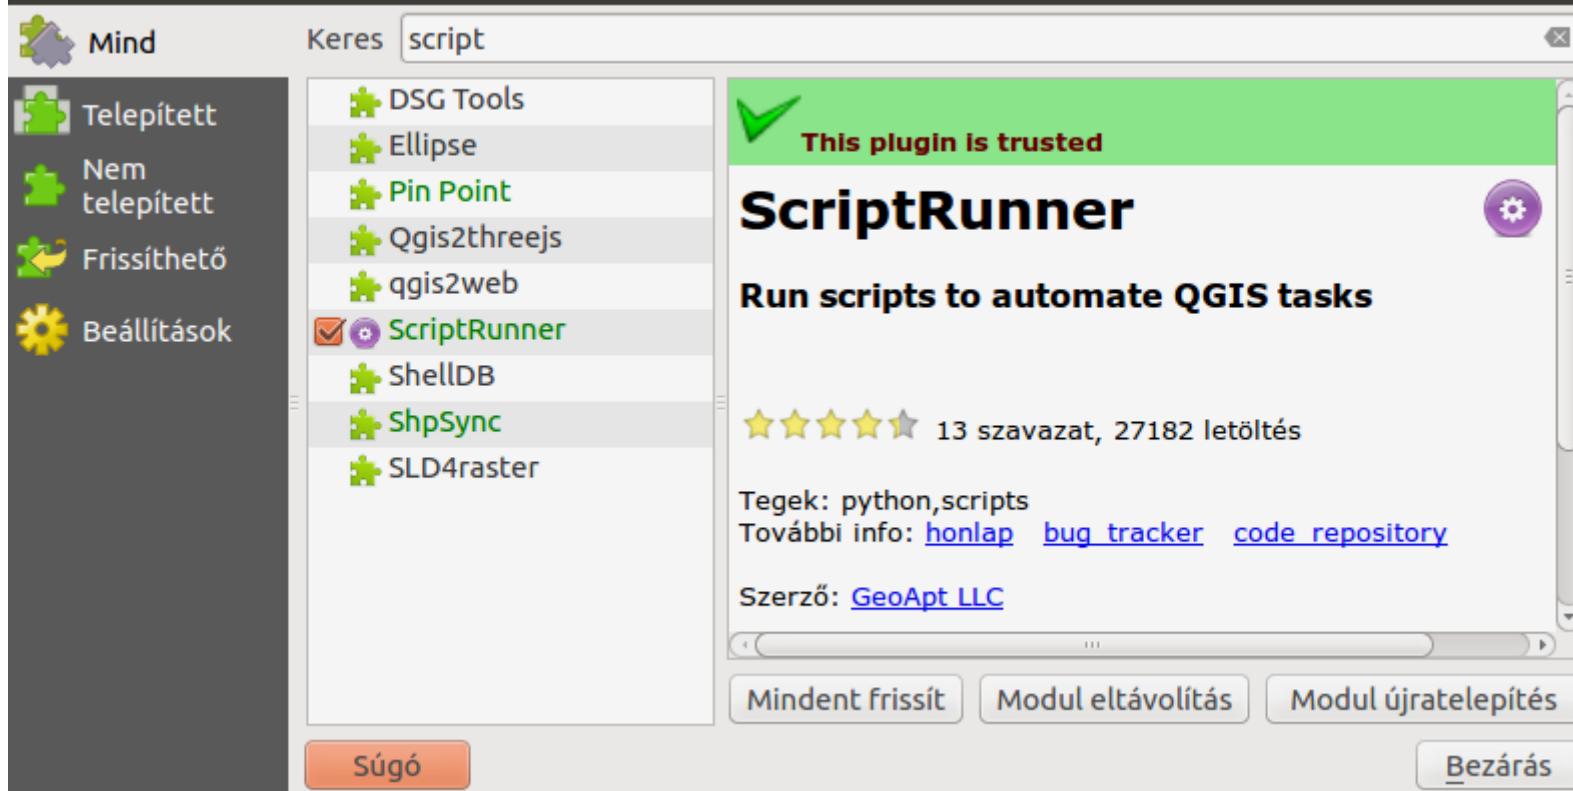 Mind
Keres script
Telepített
Nem
telepített
Frissíthető
Beállítások
DSG Tools
Ellipse
Pin Point
Qgis2threejs
qgis2web
ScriptRunner
ShellDB
ShpSync
SLD4raster
This plugin is trusted
ScriptRunner
Run scripts to automate QGIS tasks
13 szavazat, 27182 letöltés
Tegek: python,scripts
További info: honlap bug tracker code repository
Szerző: GeoApt LLC
Mindent frissít Modul eltávolítás Modul újratelepítés
Súgó Bezárás